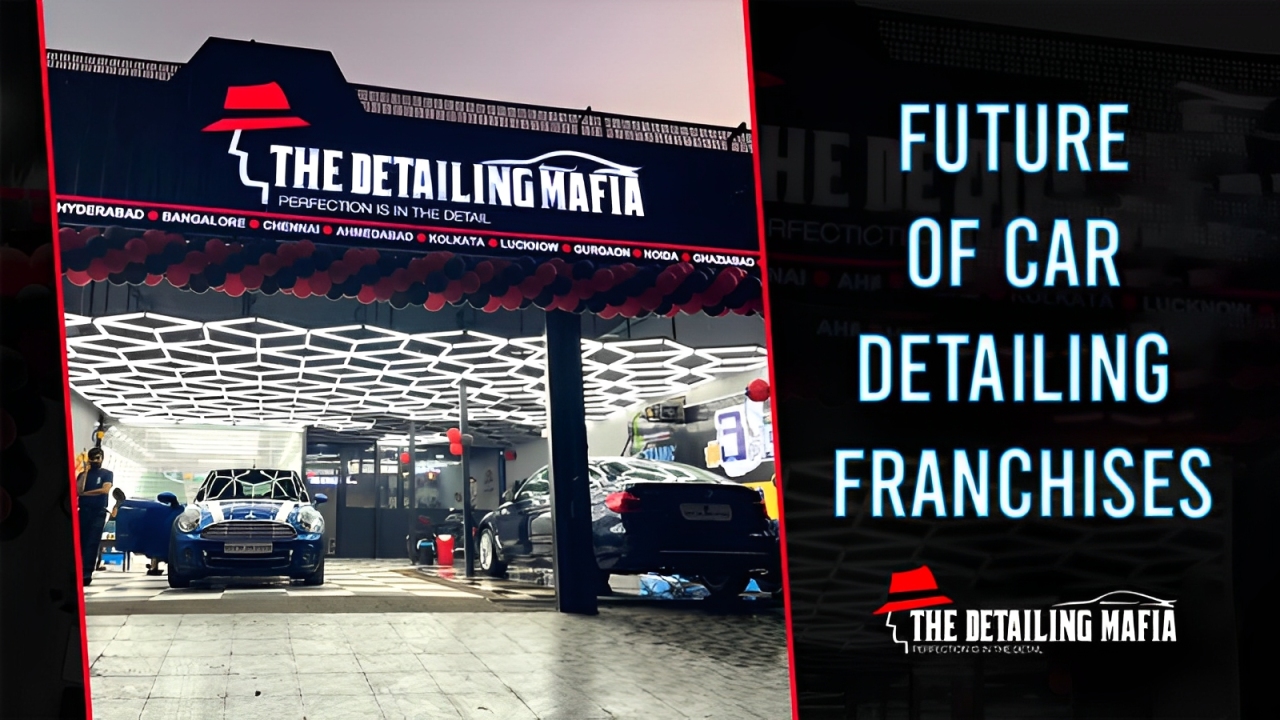 THE DETAILING MAFIA
PERFECTION IS IN THE DETAIL
HYDERABAD • BANGALORE • CHENNAI • AHMEDABAD • KOLKATA • LUCKNOW • GURGAON • NOIDA • GHAZIABAD
FUTURE
OF CAR
DETAILING
FRANCHISES
THE DETAILING MAFIA
PERFECTION IS IN THE DETAIL